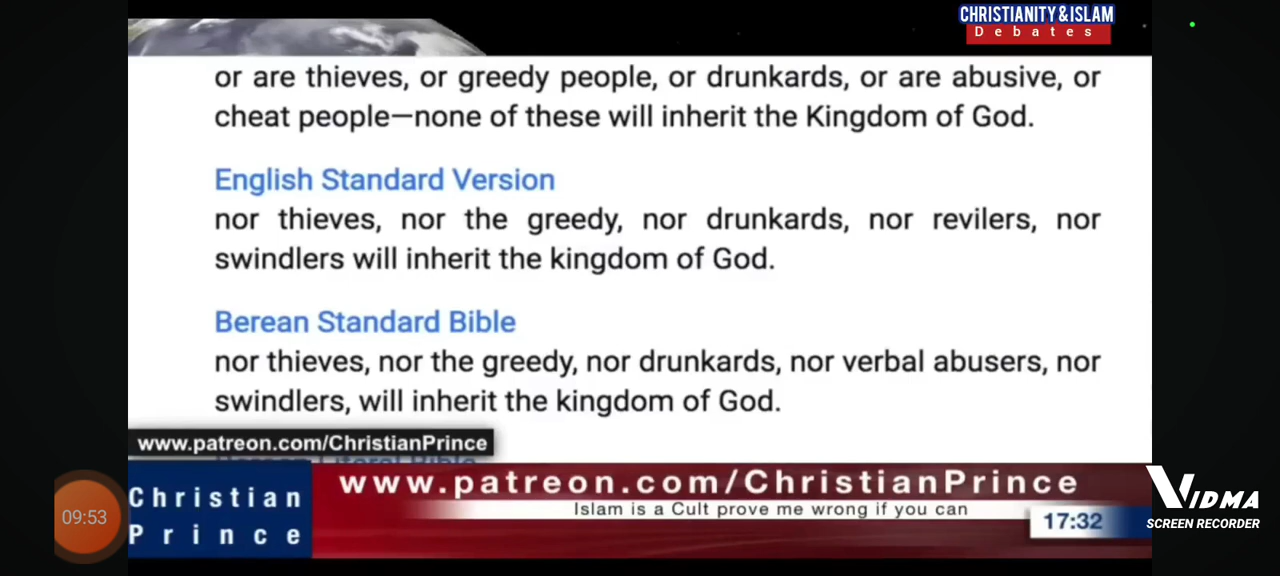 CHRISTIANITY & ISLAM
Debates
or are thieves, or greedy people, or drunkards, or are abusive, or
cheat people—none of these will inherit the Kingdom of God.
English Standard Version
nor thieves, nor the greedy, nor drunkards, nor revilers, nor
swindlers will inherit the kingdom of God.
Berean Standard Bible
nor thieves, nor the greedy, nor drunkards, nor verbal abusers, nor
swindlers, will inherit the kingdom of God.
www.patreon.com/ChristianPrince
www.patreon.com/ChristianPrince
Islam is a Cult prove me wrong if you can
Christian
Prince
17:32
09:53
VIDMA
SCREEN RECORDER